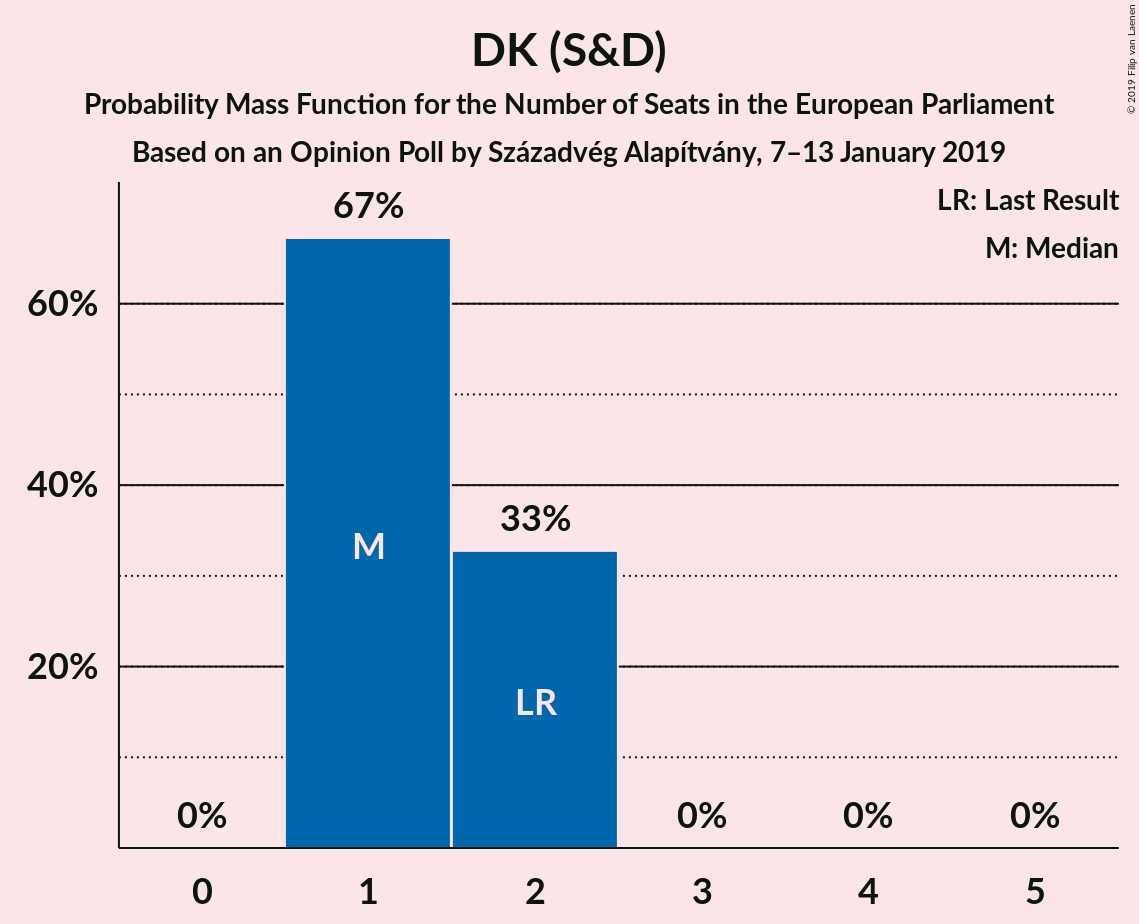 DK (S&D)
Probability Mass Function for the Number of Seats in the European Parliament
Based on an Opinion Poll by Századvég Alapítvány, 7–13 January 2019
© 2019 Filip van Laenen
LR: Last Result
M: Median
67%
60%
40%
33%
M
20%
LR
0%
0%
0%
0%
0 1 2 3 4 5